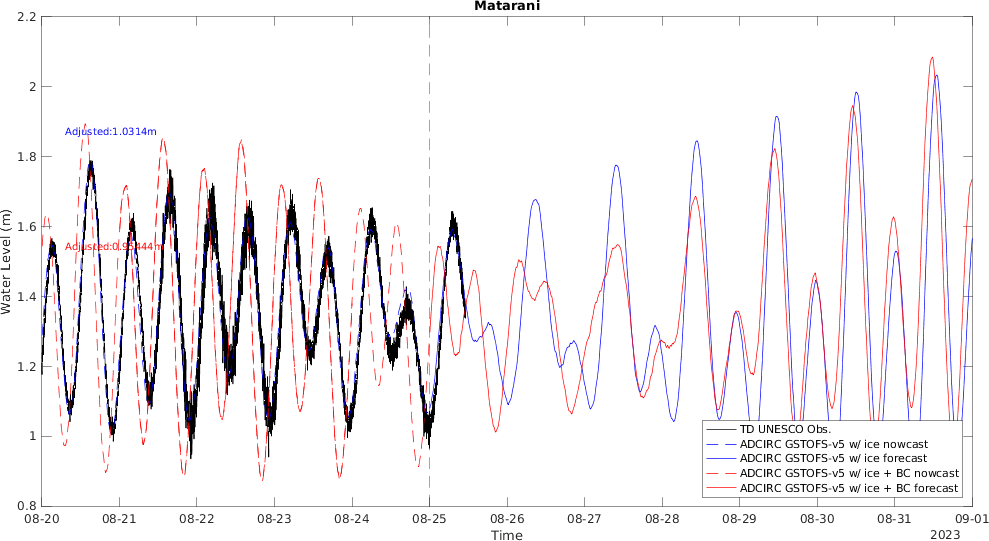 Matarani
2.2
2
1.8
1.6
1.4
1.2
1
0.8
Water Level (m)
Adjusted:1.0314m
TD UNESCO Obs.
ADCIRC GSTOFS-v5 w/ ice nowcast
ADCIRC GSTOFS-v5 w/ ice forecast
ADCIRC GSTOFS-v5 w/ ice + BC nowcast
ADCIRC GSTOFS-v5 w/ ice + BC forecast
08-20 08-21 08-22 08-23 08-24 08-25 08-26 08-27 08-28 08-29 08-30 08-31 09-01
Time
2023